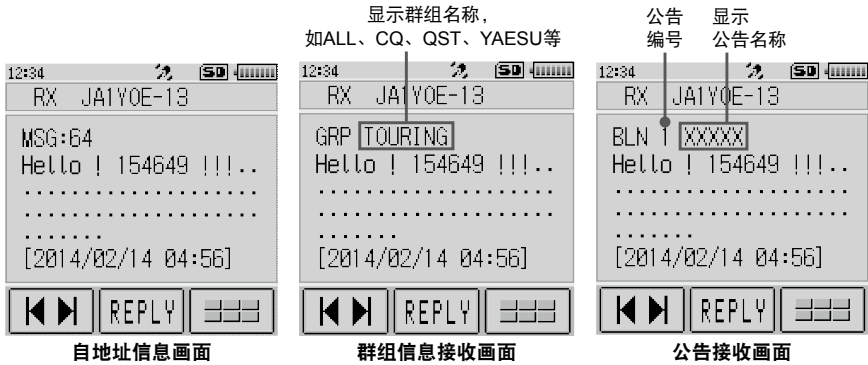 显示群组名称，
如ALL、CQ、QST、YAESU等
公告
编号
显示
公告名称
12:34 SD
RX JA1YOE-13
MSG:64
Hello ! 154649 !!!..
....................
....................
.......
[2014/02/14 04:56]
REPLY
自地址信息画面
12:34 SD
RX JA1YOE-13
GRP TOURING
Hello ! 154649 !!!..
....................
....................
.......
[2014/02/14 04:56]
REPLY
群组信息接收画面
12:34 SD
RX JA1YOE-13
BLN 1 XXXXX
Hello ! 154649 !!!..
....................
....................
.......
[2014/02/14 04:56]
REPLY
公告接收画面